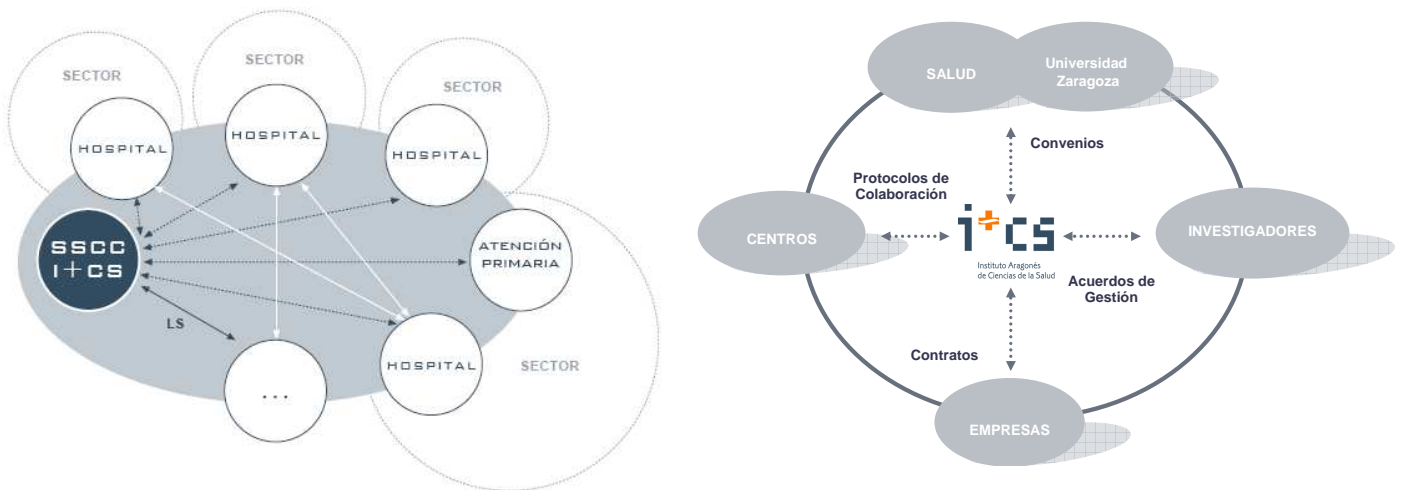 SECTOR
SECTOR
SECTOR
HOSPITAL
HOSPITAL
HOSPITAL
SSCC
I+CS
ATENCIÓN
PRIMARIA
LS
HOSPITAL
SECTOR
...
SALUD
Universidad
Zaragoza
Convenios
Protocolos de
Colaboración
CENTROS
i+cs
Instituto Aragonés
de Ciencias de la Salud
INVESTIGADORES
Acuerdos de
Gestión
Contratos
EMPRESAS